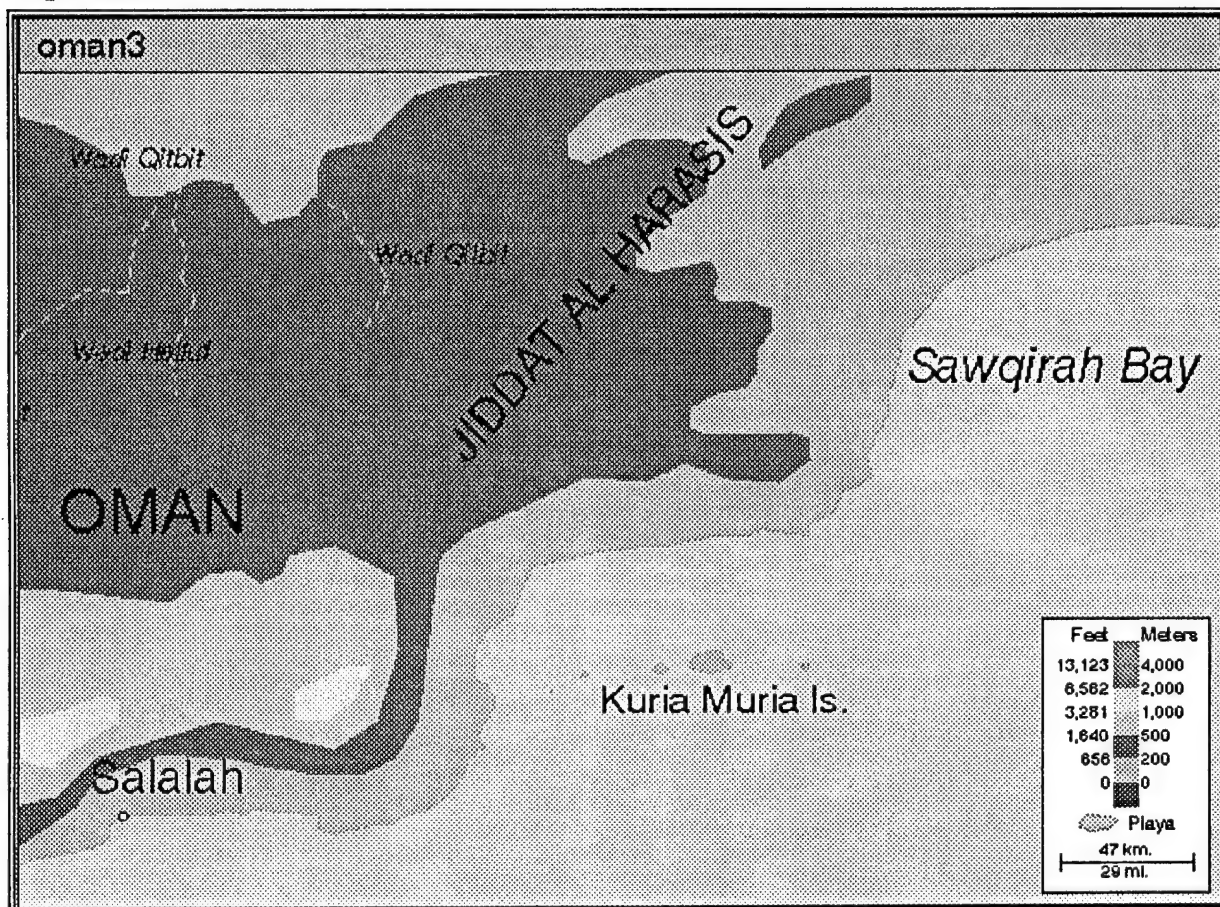 oman3
Wadi Qitbit
Wadi Qitbit
JIDDAT AL HARASIS
Sawqirah Bay
OMAN
Kuria Muria Is.
Salalah
Feet Meters
13,123 4,000
6,562 2,000
3,281 1,000
1,640 500
656 200
0 0
Playa
47 km.
29 mi.